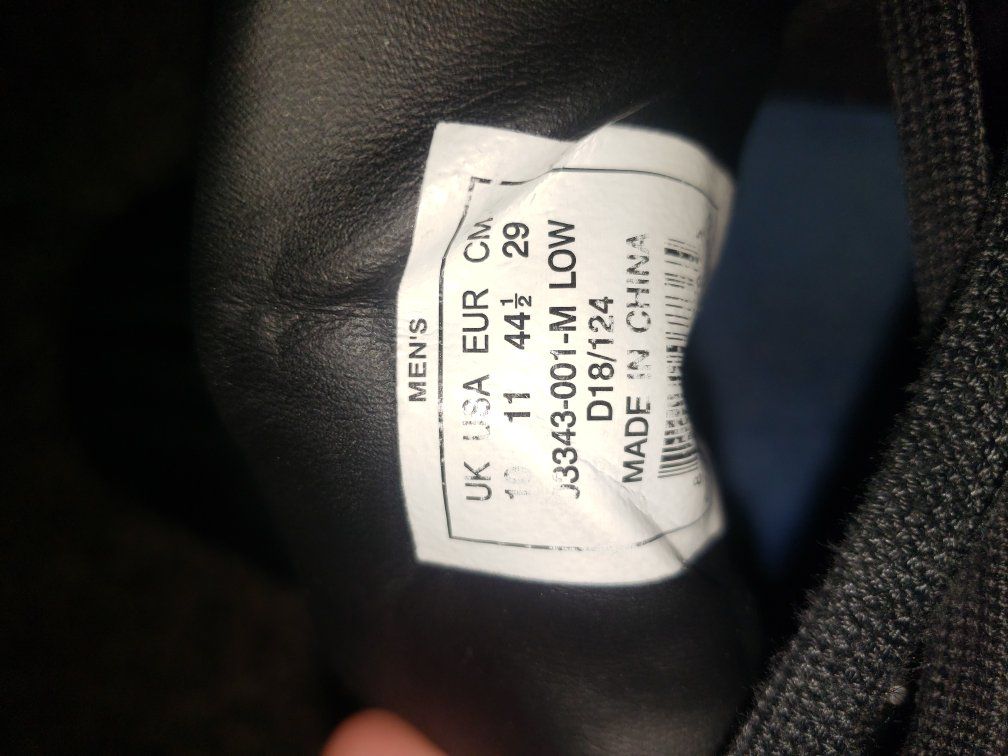 MEN'S
UK USA EUR CM
10 11 44½ 29
3343-001-M LOW
D18/124
MADE IN CHINA